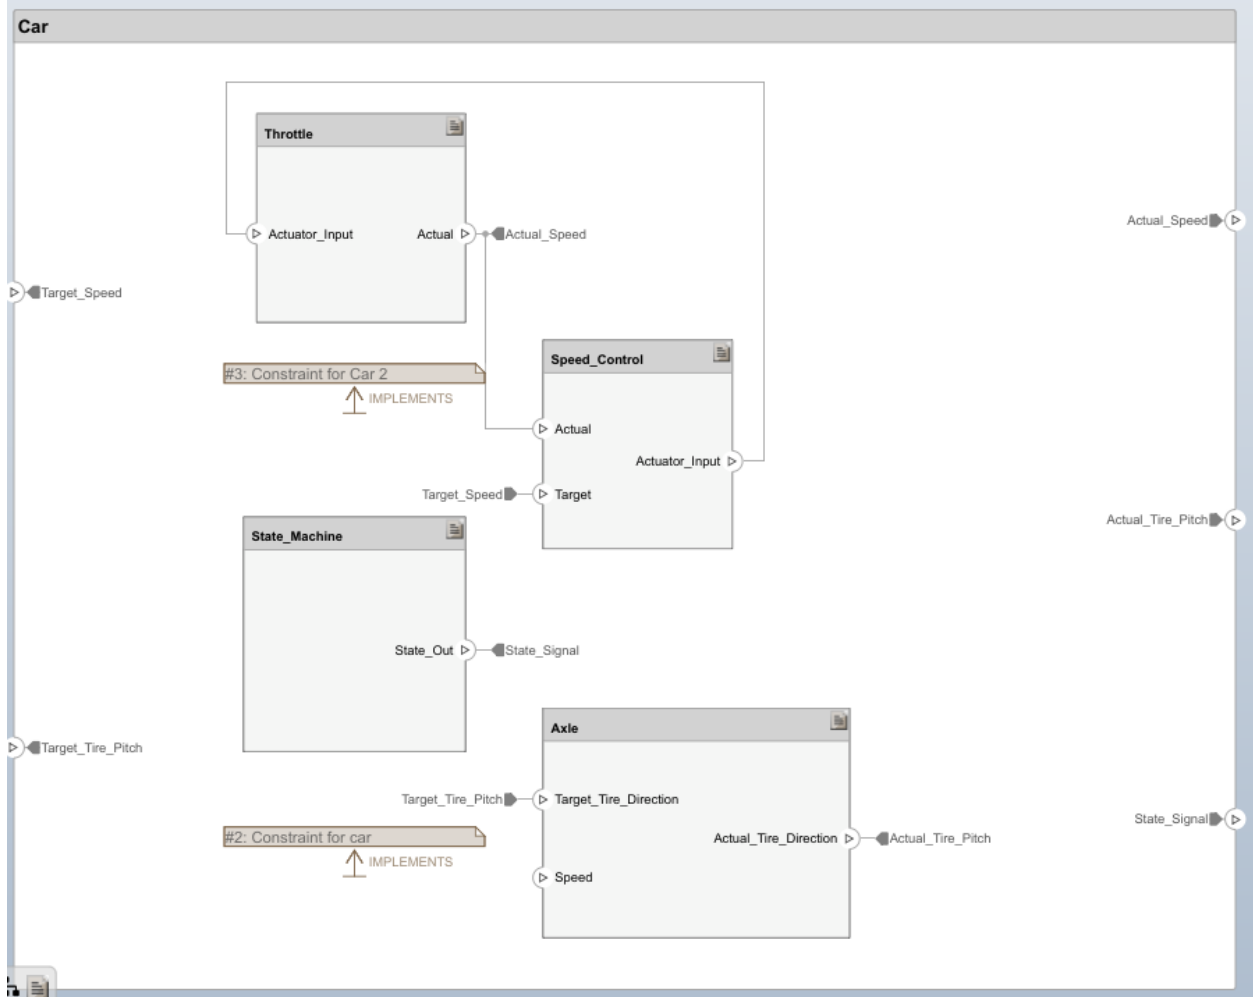 Car
Throttle
Actuator_Input
Actual
Actual_Speed
Actual_Speed
Target_Speed
#3: Constraint for Car 2
IMPLEMENTS
Speed_Control
Actual
Actuator_Input
Target_Speed
Target
State_Machine
Actual_Tire_Pitch
State_Out
State_Signal
Target_Tire_Pitch
Axle
Target_Tire_Pitch
Target_Tire_Direction
Actual_Tire_Direction
Actual_Tire_Pitch
State_Signal
#2: Constraint for car
IMPLEMENTS
Speed